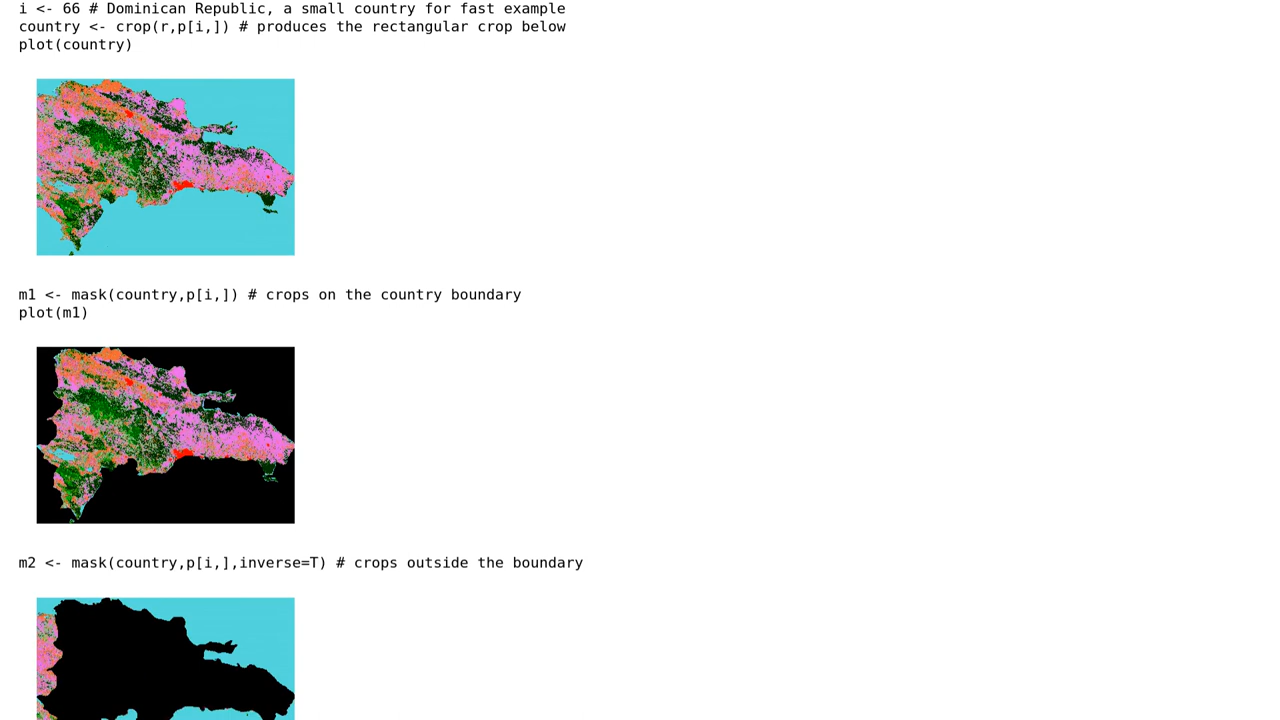 i <- 66 # Dominican Republic, a small country for fast example
country <- crop(r,p[i,]) # produces the rectangular crop below
plot(country)
m1 <- mask(country,p[i,]) # crops on the country boundary
plot(m1)
m2 <- mask(country,p[i,],inverse=T) # crops outside the boundary